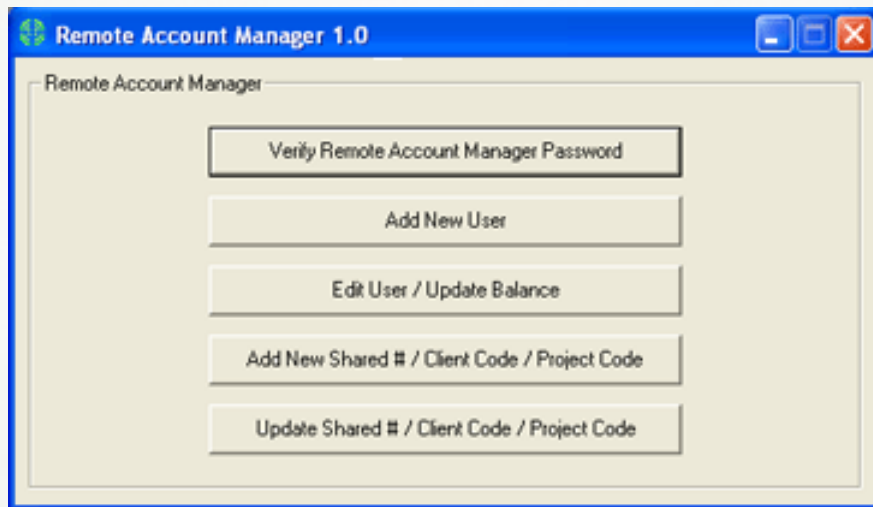 Remote Account Manager 1.0
Remote Account Manager
Verify Remote Account Manager Password
Add New User
Edit User / Update Balance
Add New Shared # / Client Code / Project Code
Update Shared # / Client Code / Project Code